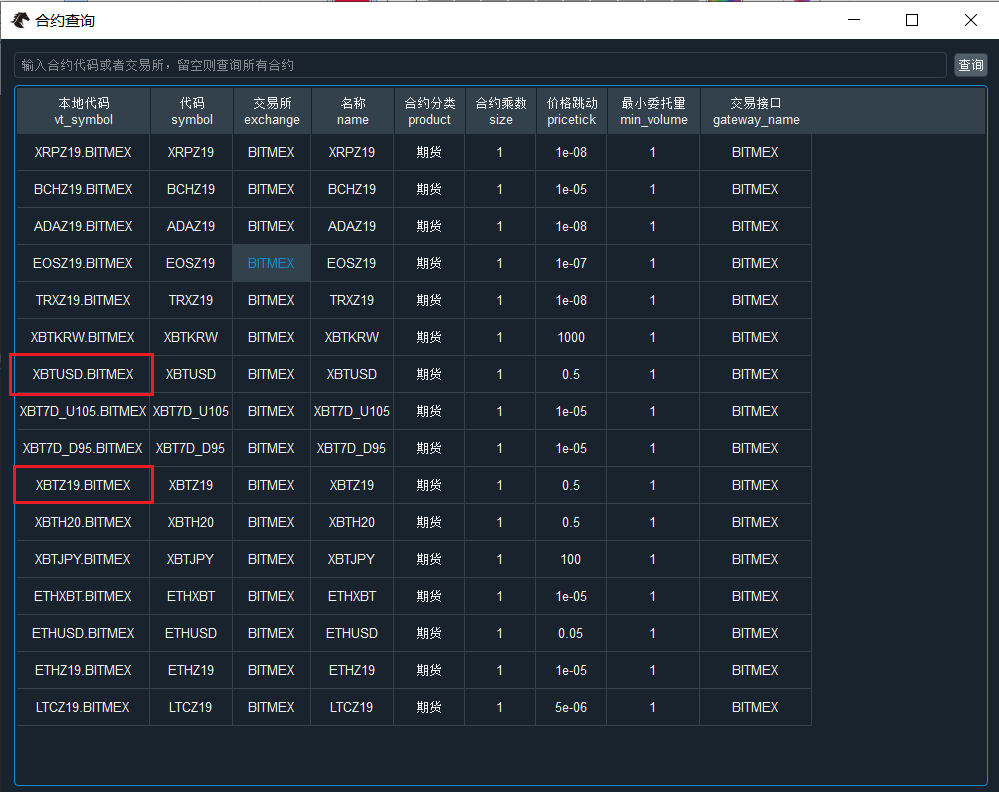 合约查询
输入合约代码或者交易所，留空则查询所有合约 查询
本地代码 代码 交易所 名称 合约分类 合约乘数 价格跳动 最小委托量 交易接口
vt_symbol symbol exchange name product size pricetick min_volume gateway_name
XRPZ19.BITMEX XRPZ19 BITMEX XRPZ19 期货 1 1e-08 1 BITMEX
BCHZ19.BITMEX BCHZ19 BITMEX BCHZ19 期货 1 1e-05 1 BITMEX
ADAZ19.BITMEX ADAZ19 BITMEX ADAZ19 期货 1 1e-08 1 BITMEX
EOSZ19.BITMEX EOSZ19 BITMEX EOSZ19 期货 1 1e-07 1 BITMEX
TRXZ19.BITMEX TRXZ19 BITMEX TRXZ19 期货 1 1e-08 1 BITMEX
XBTKRW.BITMEX XBTKRW BITMEX XBTKRW 期货 1 1000 1 BITMEX
XBTUSD.BITMEX XBTUSD BITMEX XBTUSD 期货 1 0.5 1 BITMEX
XBT7D_U105.BITMEX XBT7D_U105 BITMEX XBT7D_U105 期货 1 1e-05 1 BITMEX
XBT7D_D95.BITMEX XBT7D_D95 BITMEX XBT7D_D95 期货 1 1e-05 1 BITMEX
XBTZ19.BITMEX XBTZ19 BITMEX XBTZ19 期货 1 0.5 1 BITMEX
XBTH20.BITMEX XBTH20 BITMEX XBTH20 期货 1 0.5 1 BITMEX
XBTJPY.BITMEX XBTJPY BITMEX XBTJPY 期货 1 100 1 BITMEX
ETHXBT.BITMEX ETHXBT BITMEX ETHXBT 期货 1 1e-05 1 BITMEX
ETHUSD.BITMEX ETHUSD BITMEX ETHUSD 期货 1 0.05 1 BITMEX
ETHZ19.BITMEX ETHZ19 BITMEX ETHZ19 期货 1 1e-05 1 BITMEX
LTCZ19.BITMEX LTCZ19 BITMEX LTCZ19 期货 1 5e-06 1 BITMEX